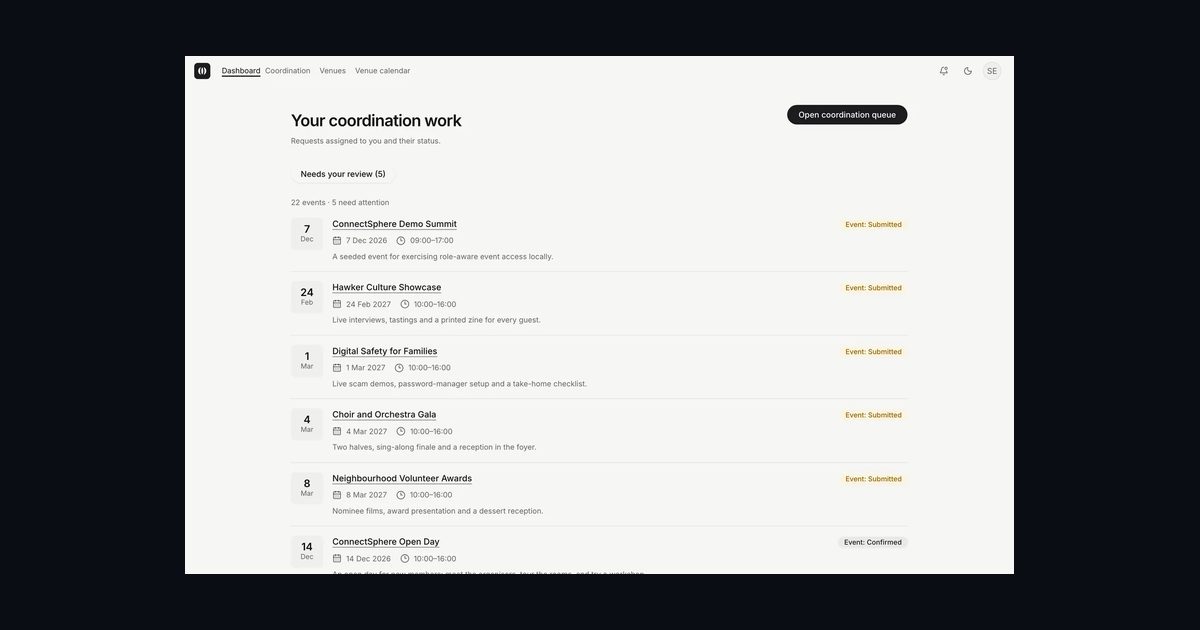 Dashboard Coordination Venues Venue calendar SE
Your coordination work
Open coordination queue
Requests assigned to you and their status.
Needs your review (5)
22 events · 5 need attention
7
Dec
ConnectSphere Demo Summit
Event: Submitted
7 Dec 2026 09:00–17:00
A seeded event for exercising role-aware event access locally.
24
Feb
Hawker Culture Showcase
Event: Submitted
24 Feb 2027 10:00–16:00
Live interviews, tastings and a printed zine for every guest.
1
Mar
Digital Safety for Families
Event: Submitted
1 Mar 2027 10:00–16:00
Live scam demos, password-manager setup and a take-home checklist.
4
Mar
Choir and Orchestra Gala
Event: Submitted
4 Mar 2027 10:00–16:00
Two halves, sing-along finale and a reception in the foyer.
8
Mar
Neighbourhood Volunteer Awards
Event: Submitted
8 Mar 2027 10:00–16:00
Nominee films, award presentation and a dessert reception.
14
Dec
ConnectSphere Open Day
Event: Confirmed
14 Dec 2026 10:00–16:00